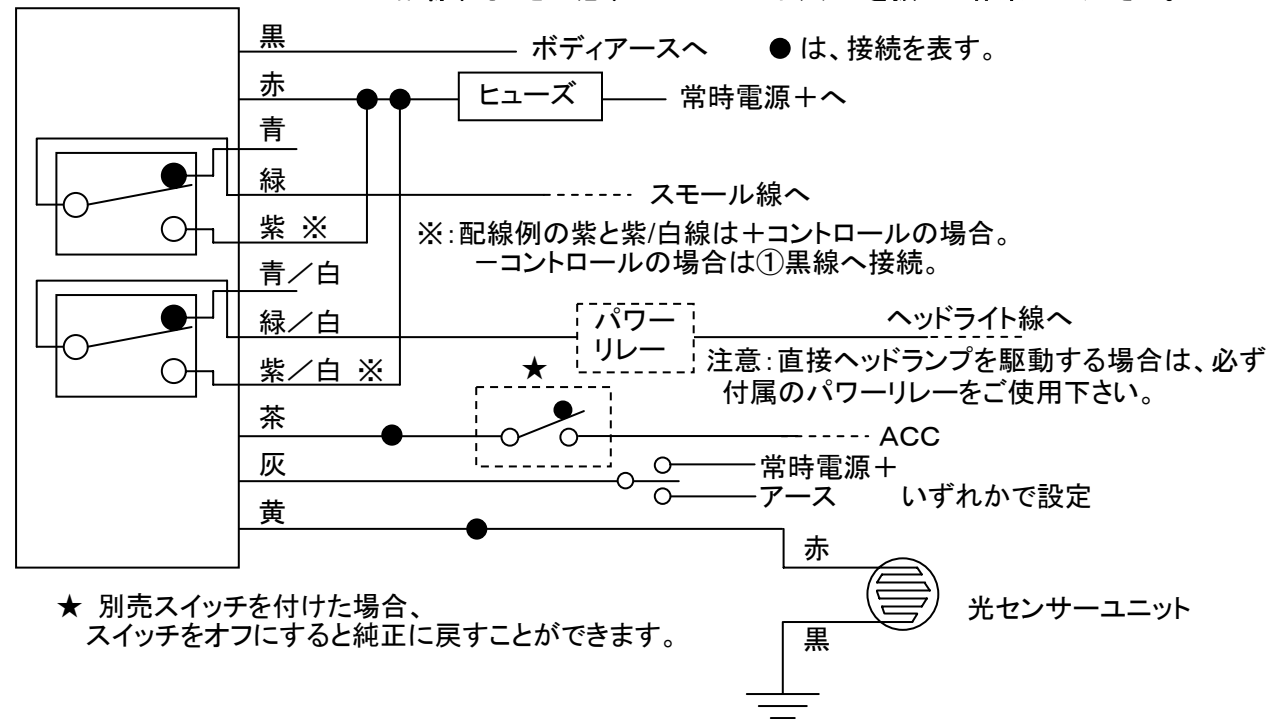 黒
ボディアースへ
●は、接続を表す。
赤
ヒューズ
常時電源＋へ
青
緑
スモール線へ
紫 ※
※：配線例の紫と紫/白線は＋コントロールの場合。
－コントロールの場合は①黒線へ接続。
青／白
緑／白
パワー
リレー
ヘッドライト線へ
紫／白 ※
★
注意：直接ヘッドランプを駆動する場合は、必ず
付属のパワーリレーをご使用下さい。
茶
ACC
灰
常時電源＋
アース
いずれかで設定
黄
赤
光センサーユニット
黒
★ 別売スイッチを付けた場合、
スイッチをオフにすると純正に戻すことができます。